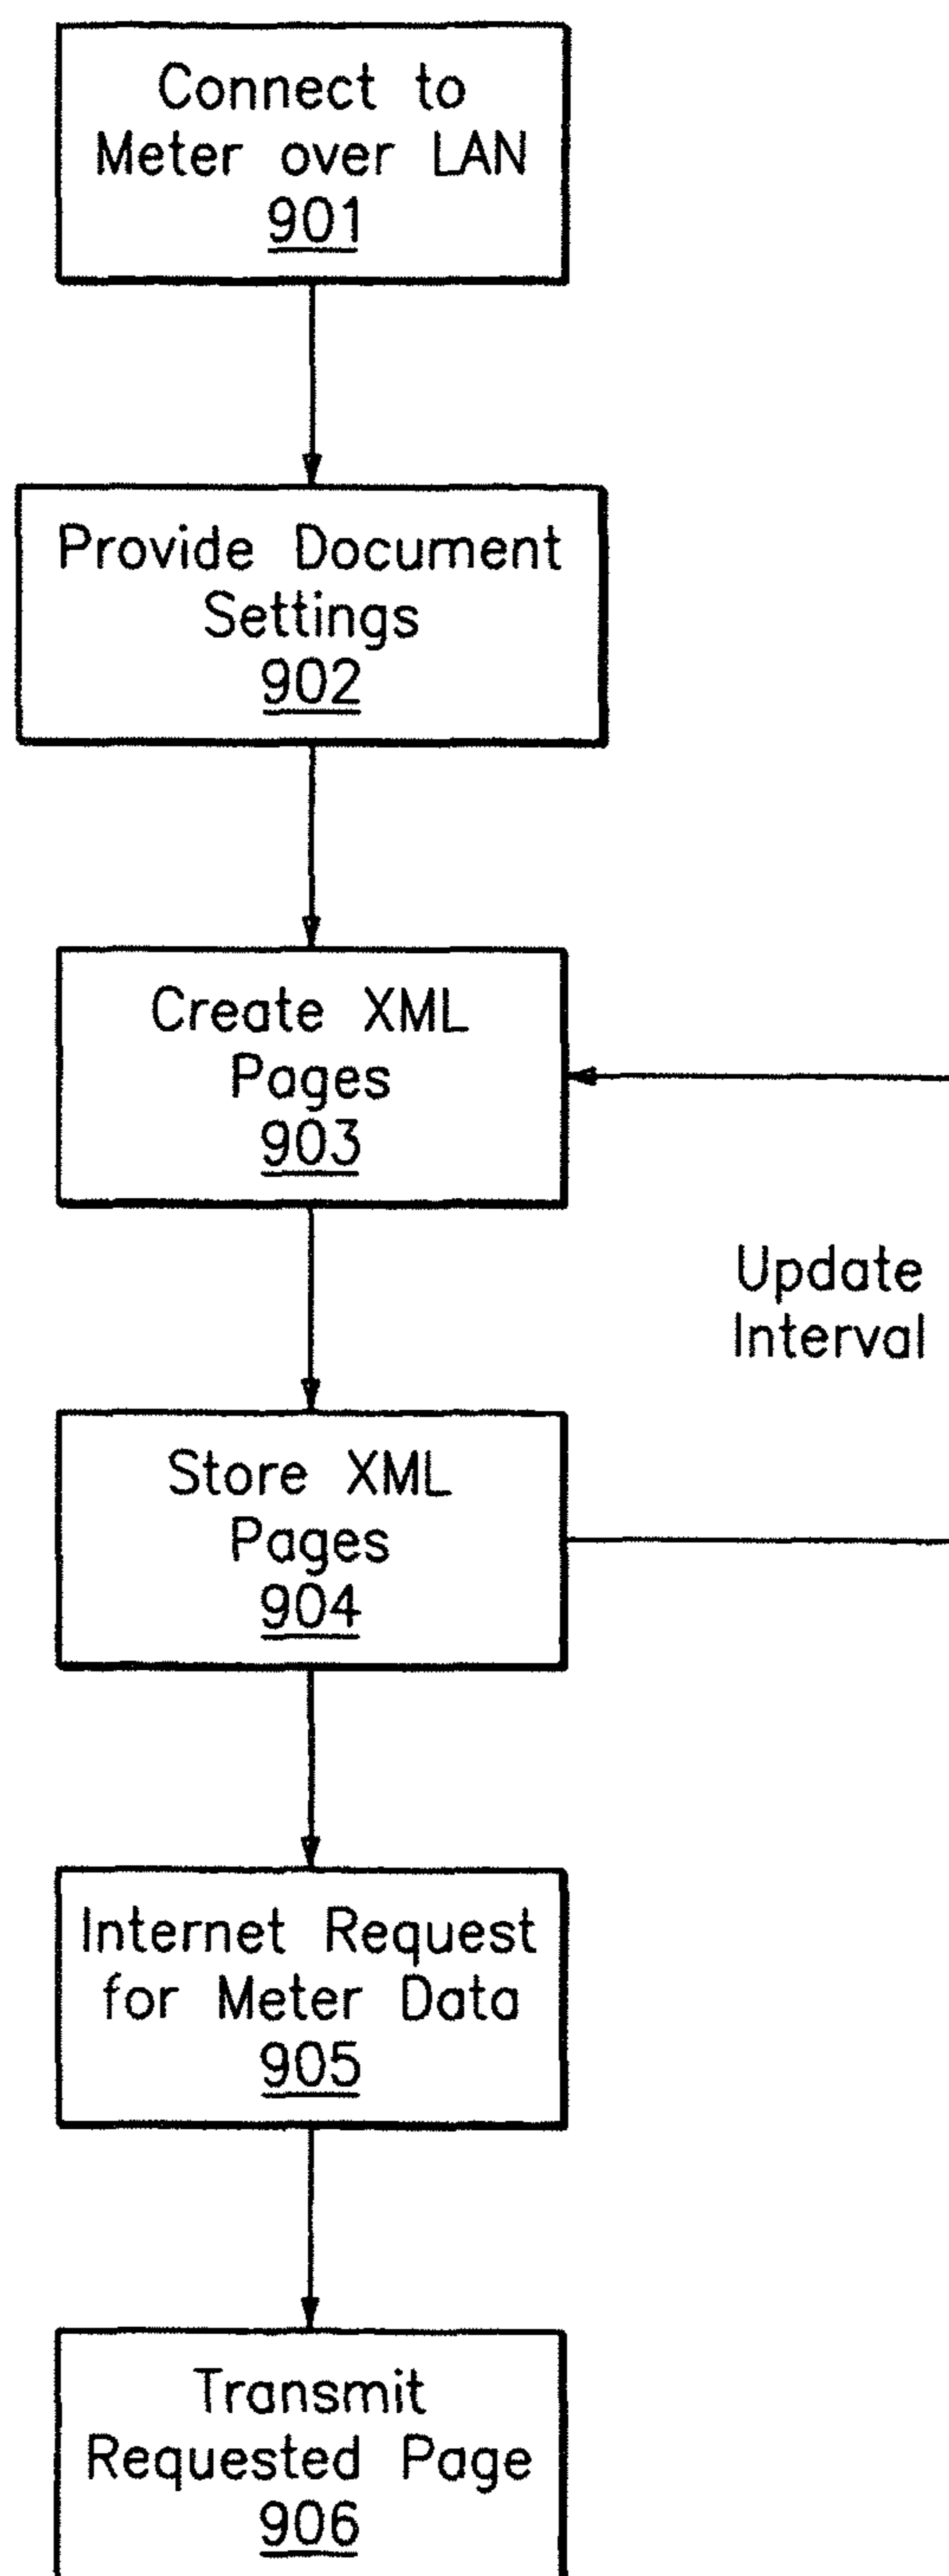 Connect to
Meter over LAN
901
Provide Document
Settings
902
Create XML
Pages
903
Update
Interval
Store XML
Pages
904
Internet Request
for Meter Data
905
Transmit
Requested Page
906